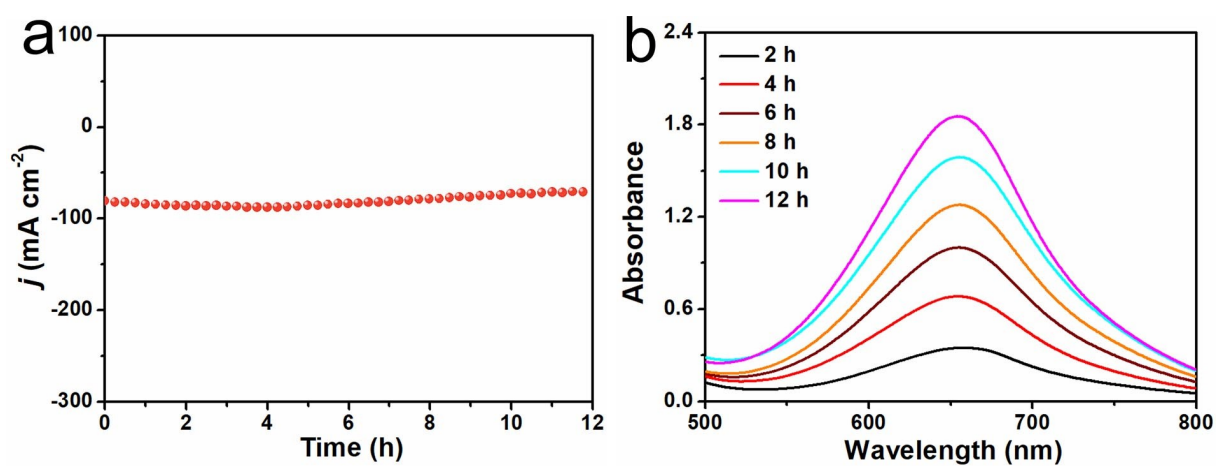 a
100
0
-100
-200
-300
j (mA cm-2)
0 2 4 6 8 10 12
Time (h)
b
2.4
1.8
1.2
0.6
0.0
Absorbance
2 h
4 h
6 h
8 h
10 h
12 h
500 600 700 800
Wavelength (nm)